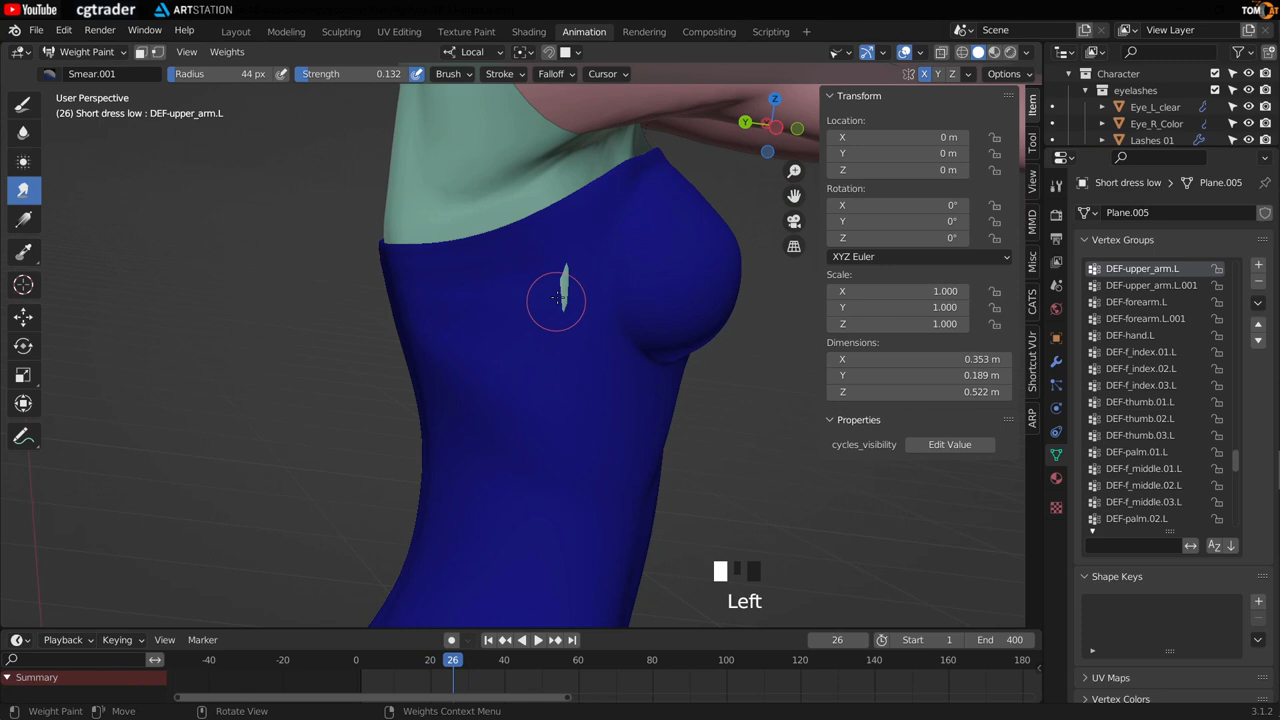 YouTube cgtrader ARTSTATION TOMCAT
File Edit Render Window Help Layout Modeling Sculpting UV Editing Texture Paint Shading Animation Rendering Compositing Scripting + Scene View Layer
Weight Paint View Weights Local
Smear.001 Radius 44 px Strength 0.132 Brush Stroke Falloff Cursor X Y Z Options
User Perspective
(26) Short dress low : DEF-upper_arm.L
Z
Y
X
Transform
Location:
X 0 m
Y 0 m
Z 0 m
Rotation:
X 0°
Y 0°
Z 0°
XYZ Euler
Scale:
X 1.000
Y 1.000
Z 1.000
Dimensions:
X 0.353 m
Y 0.189 m
Z 0.522 m
Properties
cycles_visibility Edit Value
Item
Tool
View
MMD
Misc
CATS
Shortcut VUr
ARP
Character
eyelashes
Eye_L_clear
Eye_R_Color
Lashes 01
Short dress low Plane.005
Plane.005
Vertex Groups
DEF-upper_arm.L
DEF-upper_arm.L.001
DEF-forearm.L
DEF-forearm.L.001
DEF-hand.L
DEF-f_index.01.L
DEF-f_index.02.L
DEF-f_index.03.L
DEF-thumb.01.L
DEF-thumb.02.L
DEF-thumb.03.L
DEF-palm.01.L
DEF-f_middle.01.L
DEF-f_middle.02.L
DEF-f_middle.03.L
DEF-palm.02.L
Shape Keys
UV Maps
Vertex Colors
Left
Playback Keying View Marker 26 Start 1 End 400
-40 -20 0 20 26 40 60 80 100 120 140 160 180
Summary
Weight Paint Move Rotate View Weights Context Menu 3.1.2